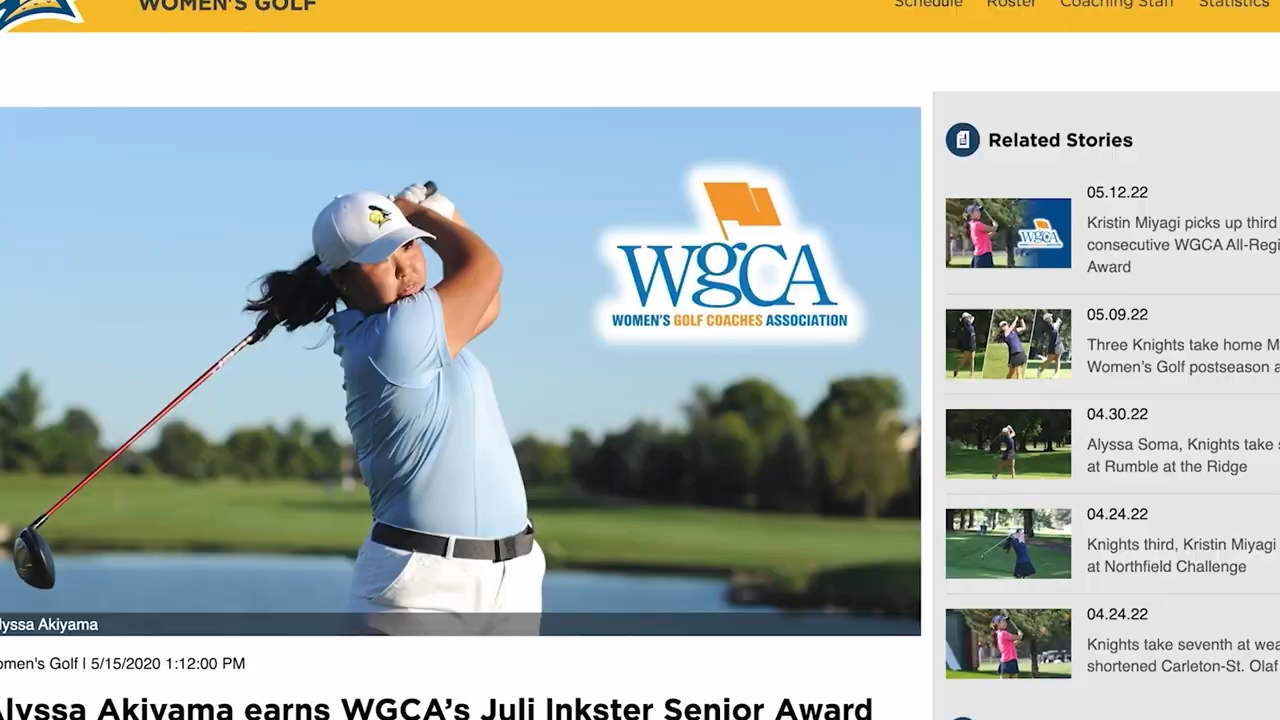 WOMEN'S GOLF
Schedule Roster Coaching Staff Statistics
WgCA
WOMEN'S GOLF COACHES ASSOCIATION
lyssa Akiyama
omen's Golf | 5/15/2020 1:12:00 PM
Alyssa Akiyama earns WGCA's Juli Inkster Senior Award
Related Stories
05.12.22
Kristin Miyagi picks up third
consecutive WGCA All-Regi
Award
05.09.22
Three Knights take home M
Women's Golf postseason a
04.30.22
Alyssa Soma, Knights take s
at Rumble at the Ridge
04.24.22
Knights third, Kristin Miyagi
at Northfield Challenge
04.24.22
Knights take seventh at wea
shortened Carleton-St. Olaf